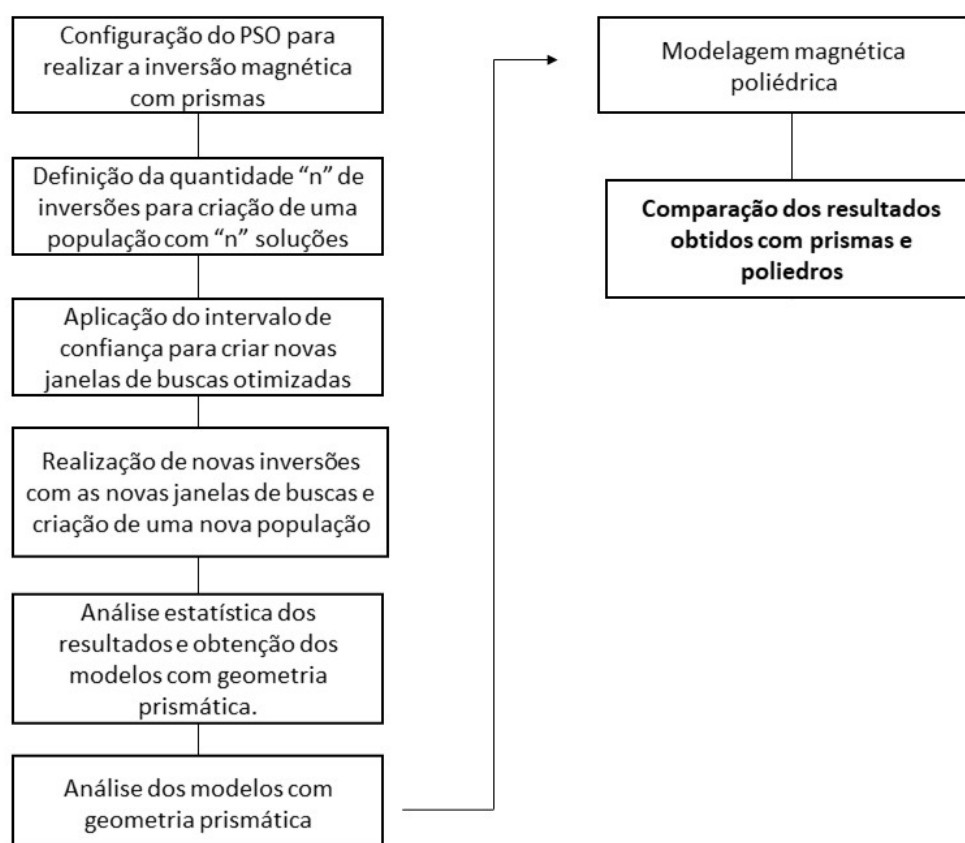 Configuração do PSO para
realizar a inversão magnética
com prismas
Definição da quantidade “n” de
inversões para criação de uma
população com “n” soluções
Aplicação do intervalo de
confiança para criar novas
janelas de buscas otimizadas
Realização de novas inversões
com as novas janelas de buscas e
criação de uma nova população
Análise estatística dos
resultados e obtenção dos
modelos com geometria
prismática.
Análise dos modelos com
geometria prismática
Modelagem magnética
poliédrica
Comparação dos resultados
obtidos com prismas e
poliedros